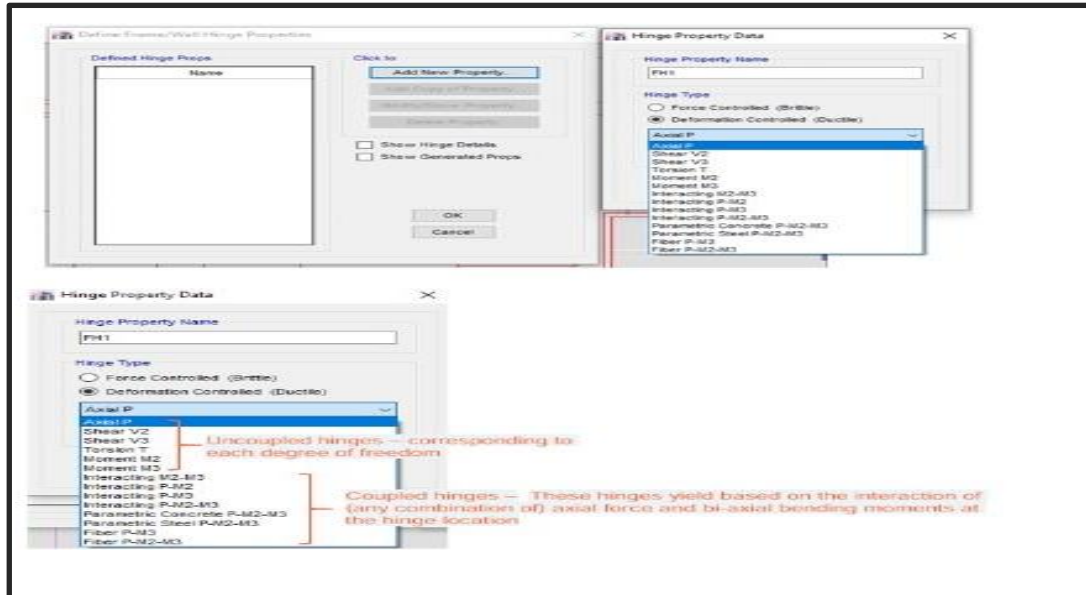 Define Frame/Wall Hinge Properties
Defined Hinge Props
Name
Click to
Add New Property...
Add Copy of Property...
Modify/Show Property...
Delete Property
Show Hinge Details
Show Generated Props
OK
Cancel
Hinge Property Data
Hinge Property Name
FH1
Hinge Type
Force Controlled (Brittle)
Deformation Controlled (Ductile)
Axial P
Axial P
Shear V2
Shear V3
Torsion T
Moment M2
Moment M3
Interacting M2-M3
Interacting P-M2
Interacting P-M3
Interacting P-M2-M3
Parametric Concrete P-M2-M3
Parametric Steel P-M2-M3
Fiber P-M3
Fiber P-M2-M3
Hinge Property Data
Hinge Property Name
FH1
Hinge Type
Force Controlled (Brittle)
Deformation Controlled (Ductile)
Axial P
Axial P
Shear V2
Shear V3
Torsion T
Moment M2
Moment M3
Interacting M2-M3
Interacting P-M2
Interacting P-M3
Interacting P-M2-M3
Parametric Concrete P-M2-M3
Parametric Steel P-M2-M3
Fiber P-M3
Fiber P-M2-M3
Uncoupled hinges – corresponding to
each degree of freedom
Coupled hinges – These hinges yield based on the interaction of
(any combination of) axial force and bi-axial bending moments at
the hinge location